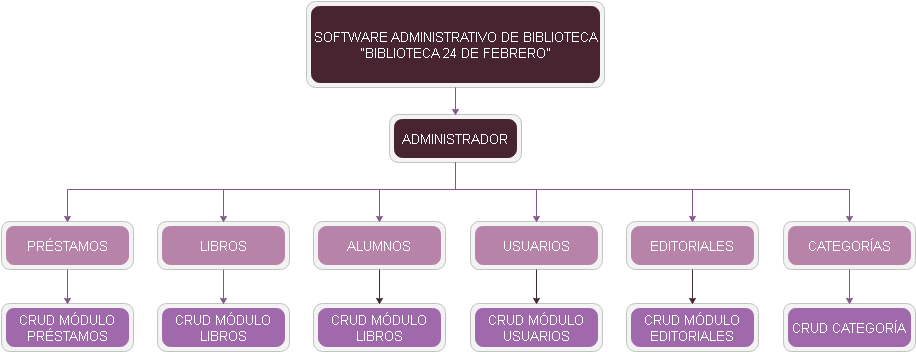 SOFTWARE ADMINISTRATIVO DE BIBLIOTECA
"BIBLIOTECA 24 DE FEBRERO"
ADMINISTRADOR
PRÉSTAMOS
LIBROS
ALUMNOS
USUARIOS
EDITORIALES
CATEGORÍAS
CRUD MÓDULO
PRÉSTAMOS
CRUD MÓDULO
LIBROS
CRUD MÓDULO
LIBROS
CRUD MÓDULO
USUARIOS
CRUD MÓDULO
EDITORIALES
CRUD CATEGORÍA